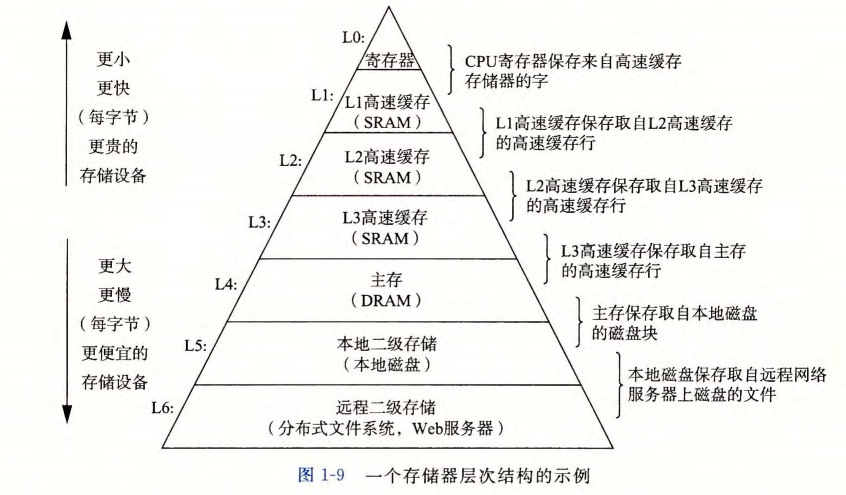 更小
更快
（每字节）
更贵的
存储设备
更大
更慢
（每字节）
更便宜的
存储设备
L0:
寄存器
L1:
L1高速缓存
（SRAM）
L2:
L2高速缓存
（SRAM）
L3:
L3高速缓存
（SRAM）
L4:
主存
（DRAM）
L5:
本地二级存储
（本地磁盘）
L6:
远程二级存储
（分布式文件系统，Web服务器）
CPU寄存器保存来自高速缓存
存储器的字
L1高速缓存保存取自L2高速缓存
的高速缓存行
L2高速缓存保存取自L3高速缓存
的高速缓存行
L3高速缓存保存取自主存
的高速缓存行
主存保存取自本地磁盘
的磁盘块
本地磁盘保存取自远程网络
服务器上磁盘的文件
图 1-9 一个存储器层次结构的示例